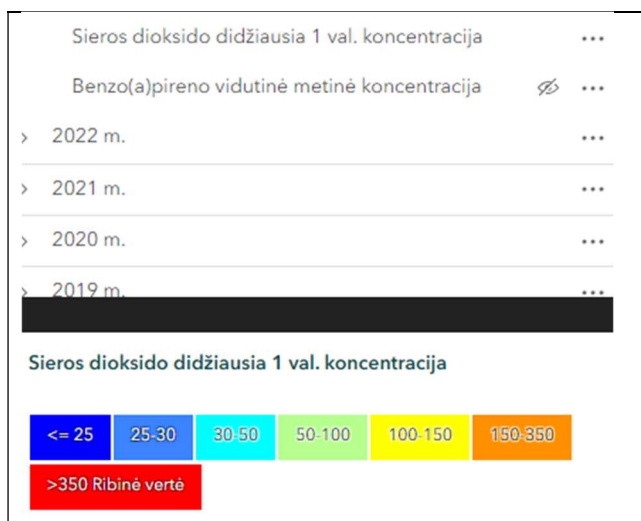 Sieros dioksido didžiausia 1 val. koncentracija ...
Benzo(a)pireno vidutinė metinė koncentracija ...
> 2022 m. ...
> 2021 m. ...
> 2020 m. ...
> 2019 m. ...
Sieros dioksido didžiausia 1 val. koncentracija
<= 25 25-30 30-50 50-100 100-150 150-350
>350 Ribinė vertė